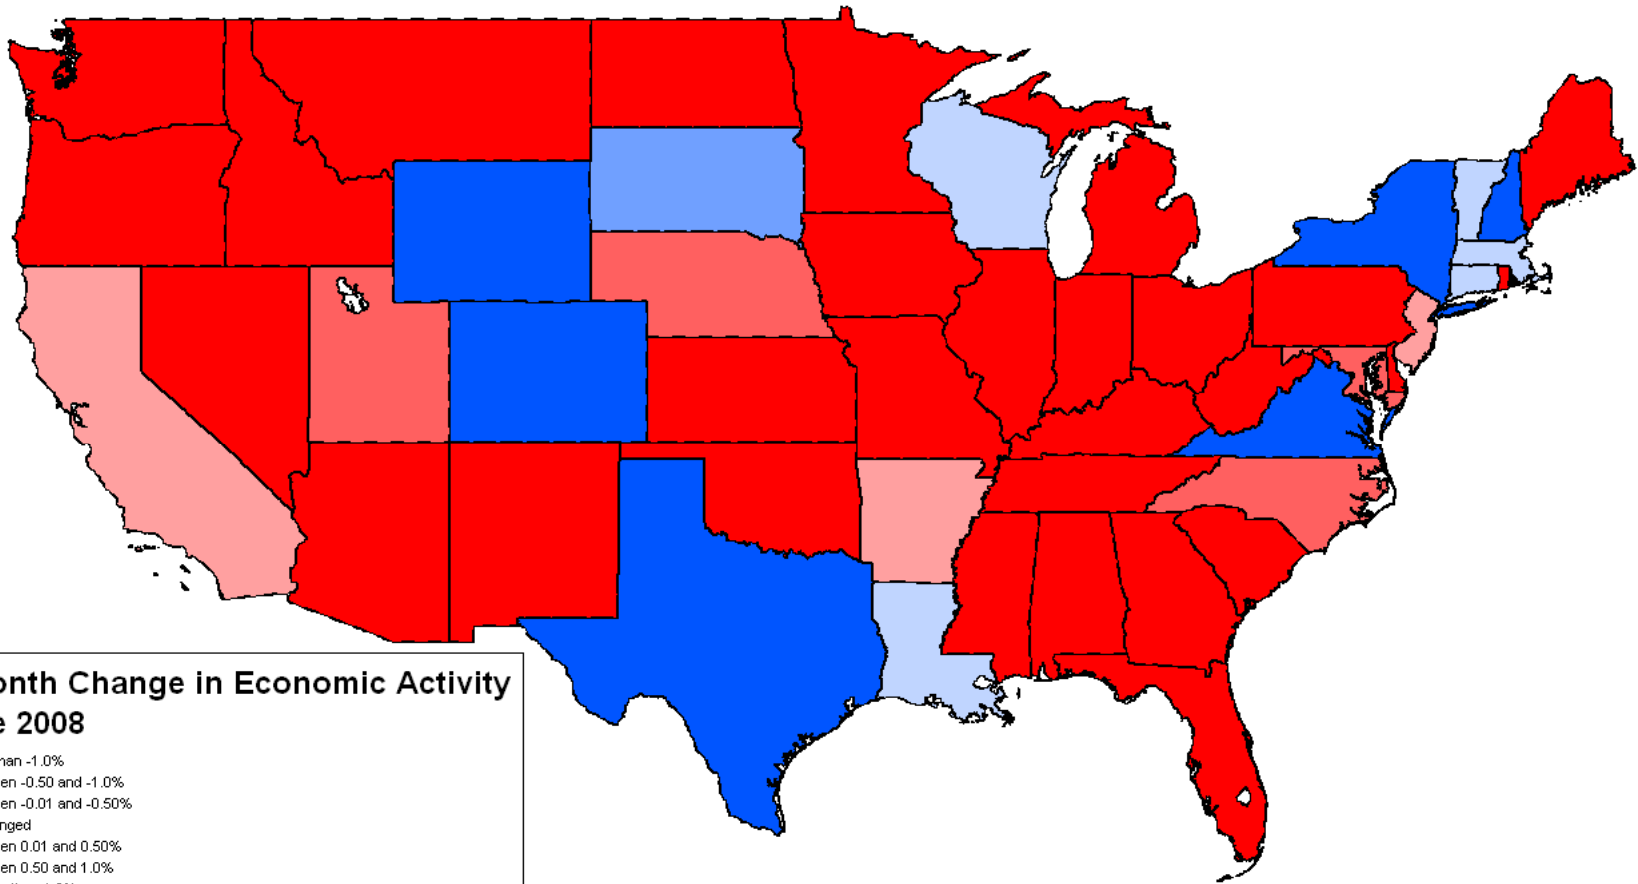 onth Change in Economic Activity
e 2008
han -1.0%
en -0.50 and -1.0%
en -0.01 and -0.50%
nged
en 0.01 and 0.50%
en 0.50 and 1.0%